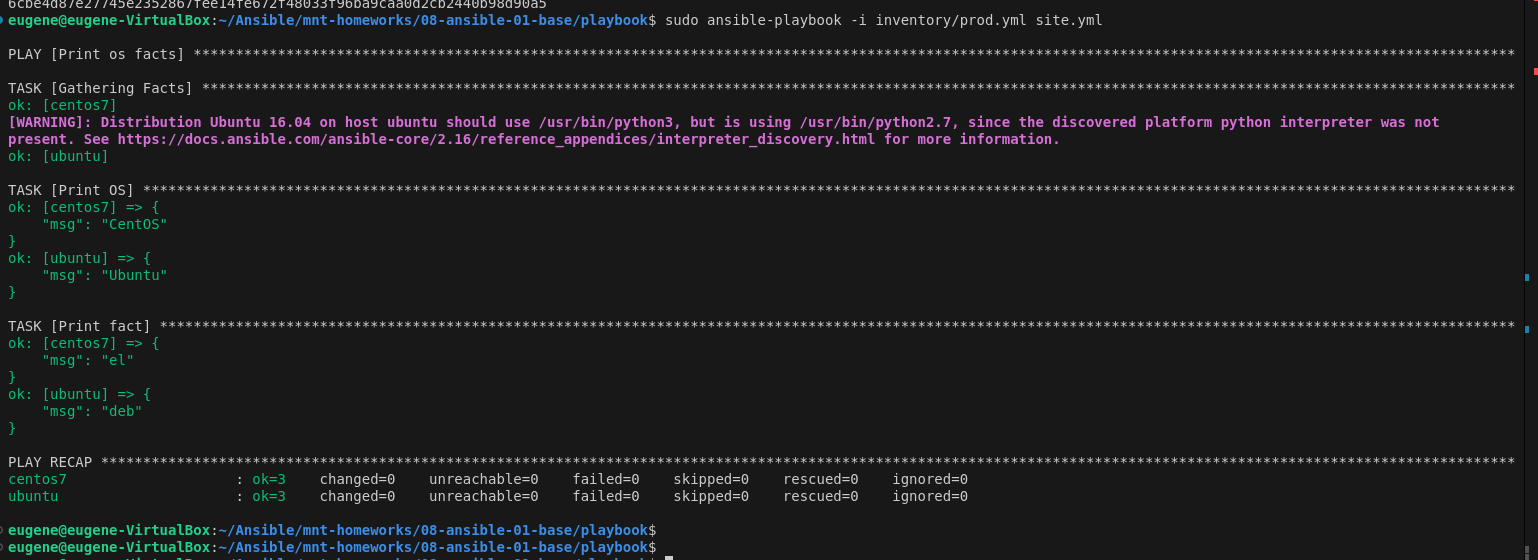 6cbe4d87e27745e2352867fee14fe672f48033f96ba9caa0d2cb2440b98d90a5
eugene@eugene-VirtualBox:~/Ansible/mnt-homeworks/08-ansible-01-base/playbook$ sudo ansible-playbook -i inventory/prod.yml site.yml
PLAY [Print os facts] ****************************************************************************************************************************************************
TASK [Gathering Facts] ***************************************************************************************************************************************************
ok: [centos7]
[WARNING]: Distribution Ubuntu 16.04 on host ubuntu should use /usr/bin/python3, but is using /usr/bin/python2.7, since the discovered platform python interpreter was not
present. See https://docs.ansible.com/ansible-core/2.16/reference_appendices/interpreter_discovery.html for more information.
ok: [ubuntu]
TASK [Print OS] **********************************************************************************************************************************************************
ok: [centos7] => {
    "msg": "CentOS"
}
ok: [ubuntu] => {
    "msg": "Ubuntu"
}
TASK [Print fact] ********************************************************************************************************************************************************
ok: [centos7] => {
    "msg": "el"
}
ok: [ubuntu] => {
    "msg": "deb"
}
PLAY RECAP ***************************************************************************************************************************************************************
centos7                    : ok=3    changed=0    unreachable=0    failed=0    skipped=0    rescued=0    ignored=0
ubuntu                     : ok=3    changed=0    unreachable=0    failed=0    skipped=0    rescued=0    ignored=0
eugene@eugene-VirtualBox:~/Ansible/mnt-homeworks/08-ansible-01-base/playbook$
eugene@eugene-VirtualBox:~/Ansible/mnt-homeworks/08-ansible-01-base/playbook$